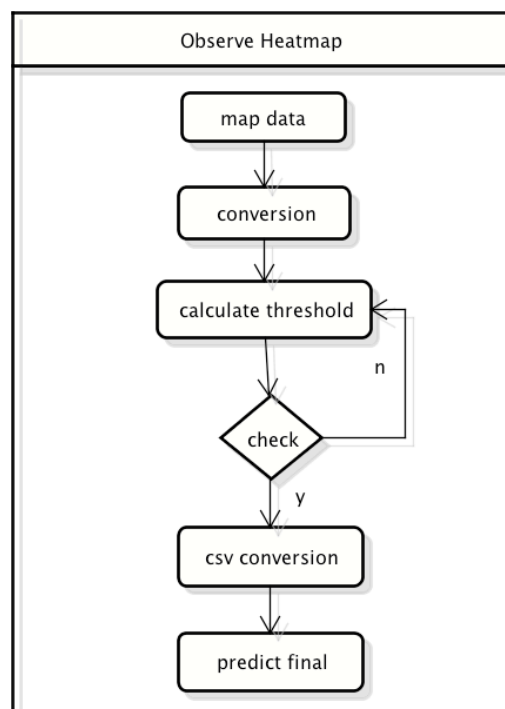 Observe Heatmap
map data
conversion
calculate threshold
n
check
y
csv conversion
predict final